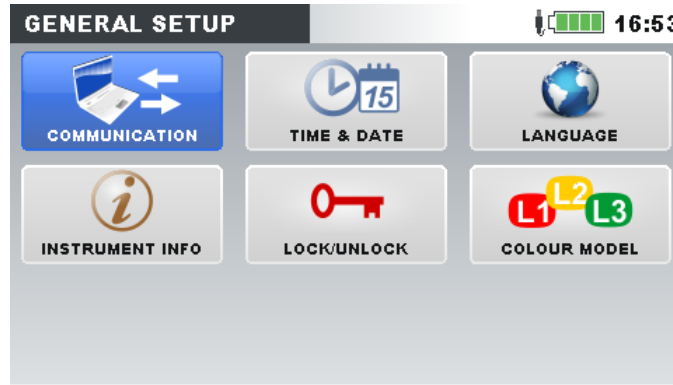 GENERAL SETUP
16:53
COMMUNICATION
15
TIME & DATE
LANGUAGE
i
INSTRUMENT INFO
LOCK/UNLOCK
L1 L2 L3
COLOUR MODEL